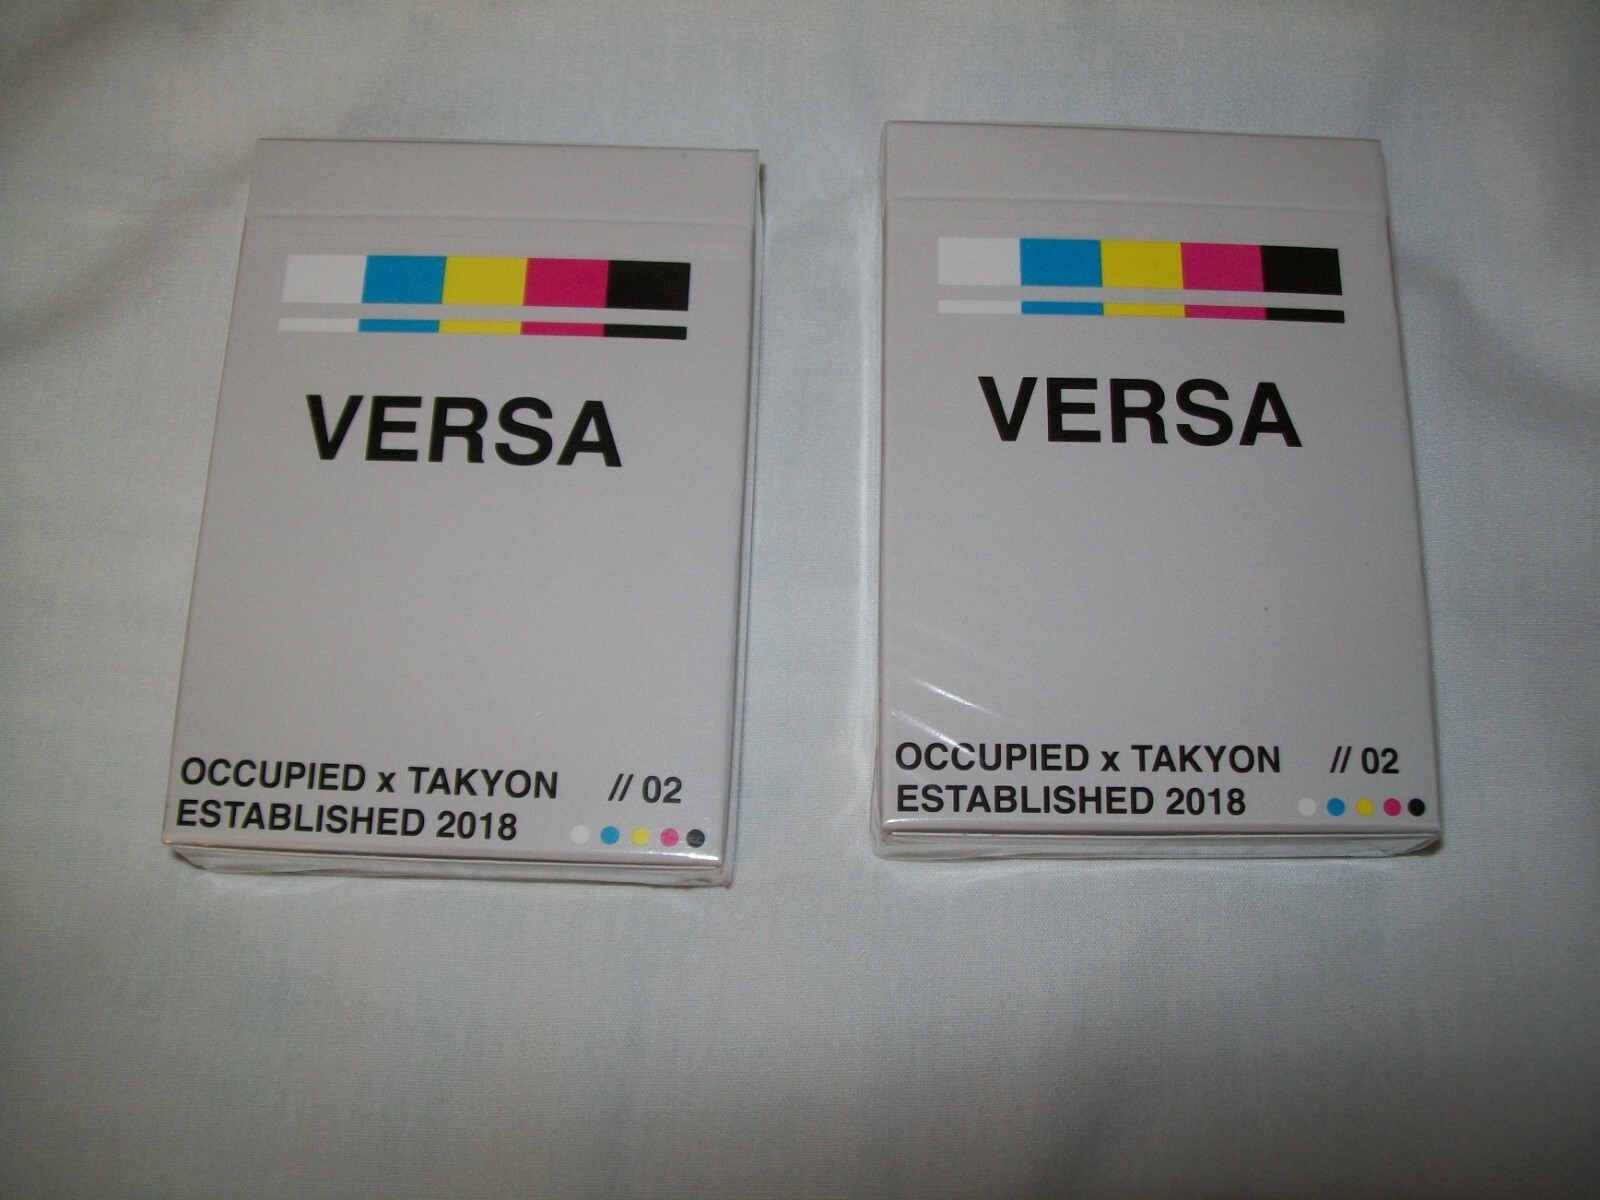 VERSA
OCCUPIED x TAKYON // 02
ESTABLISHED 2018
VERSA
OCCUPIED x TAKYON // 02
ESTABLISHED 2018